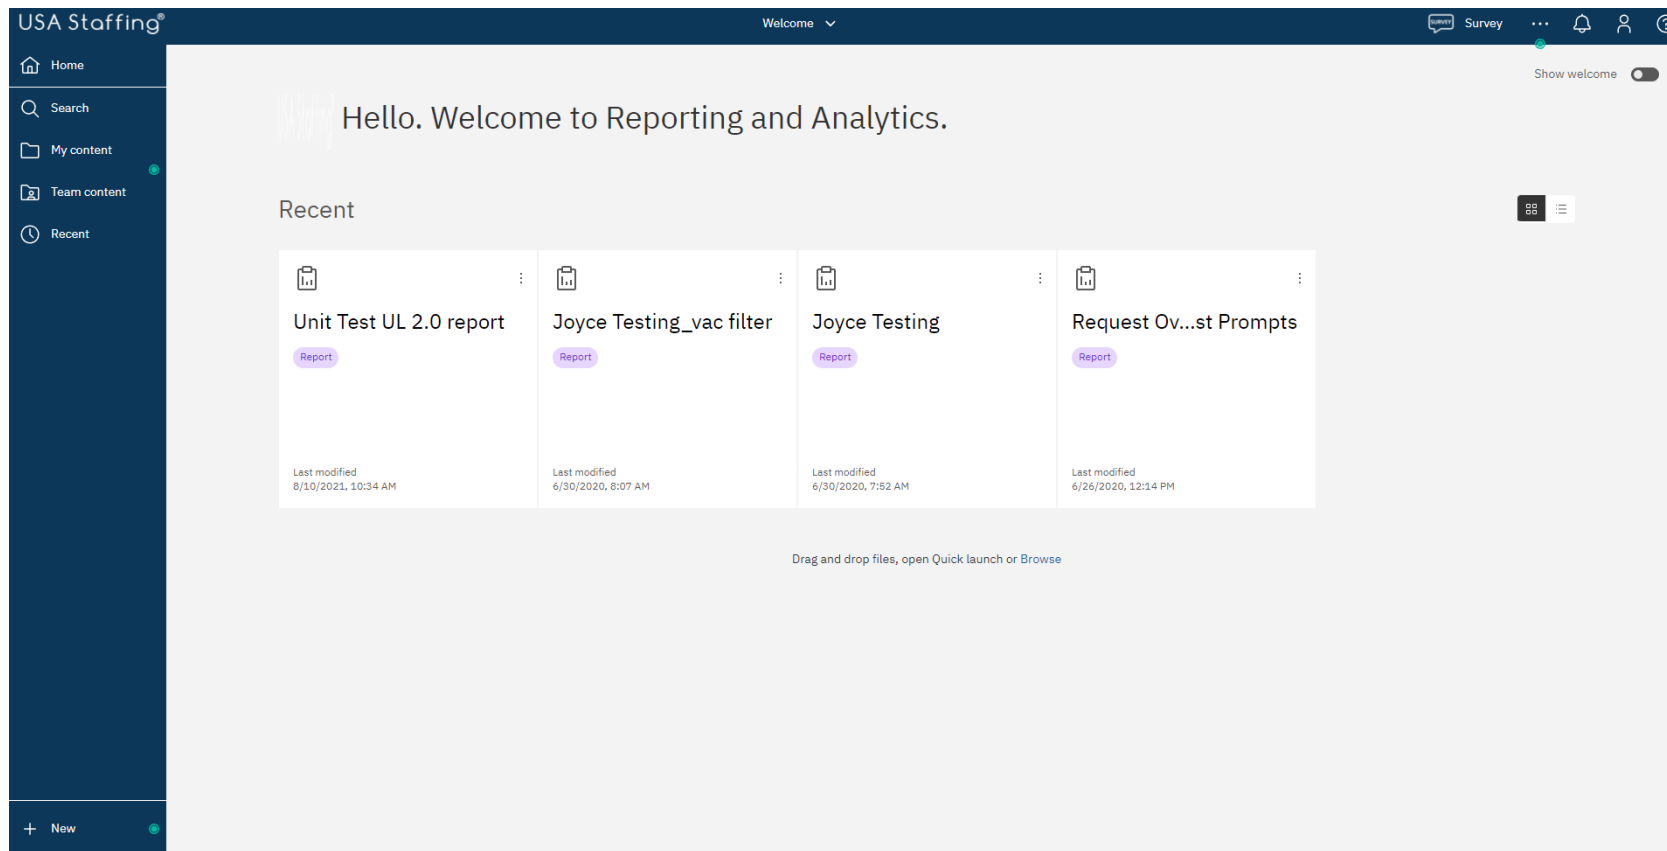 USA Staffing®
Welcome
SURVEY Survey
Home
Search
My content
Team content
Recent
New
Show welcome
Hello. Welcome to Reporting and Analytics.
Recent
Unit Test UL 2.0 report
Report
Last modified
8/10/2021, 10:34 AM
Joyce Testing_vac filter
Report
Last modified
6/30/2020, 8:07 AM
Joyce Testing
Report
Last modified
6/30/2020, 7:52 AM
Request Ov...st Prompts
Report
Last modified
6/26/2020, 12:14 PM
Drag and drop files, open Quick launch or Browse